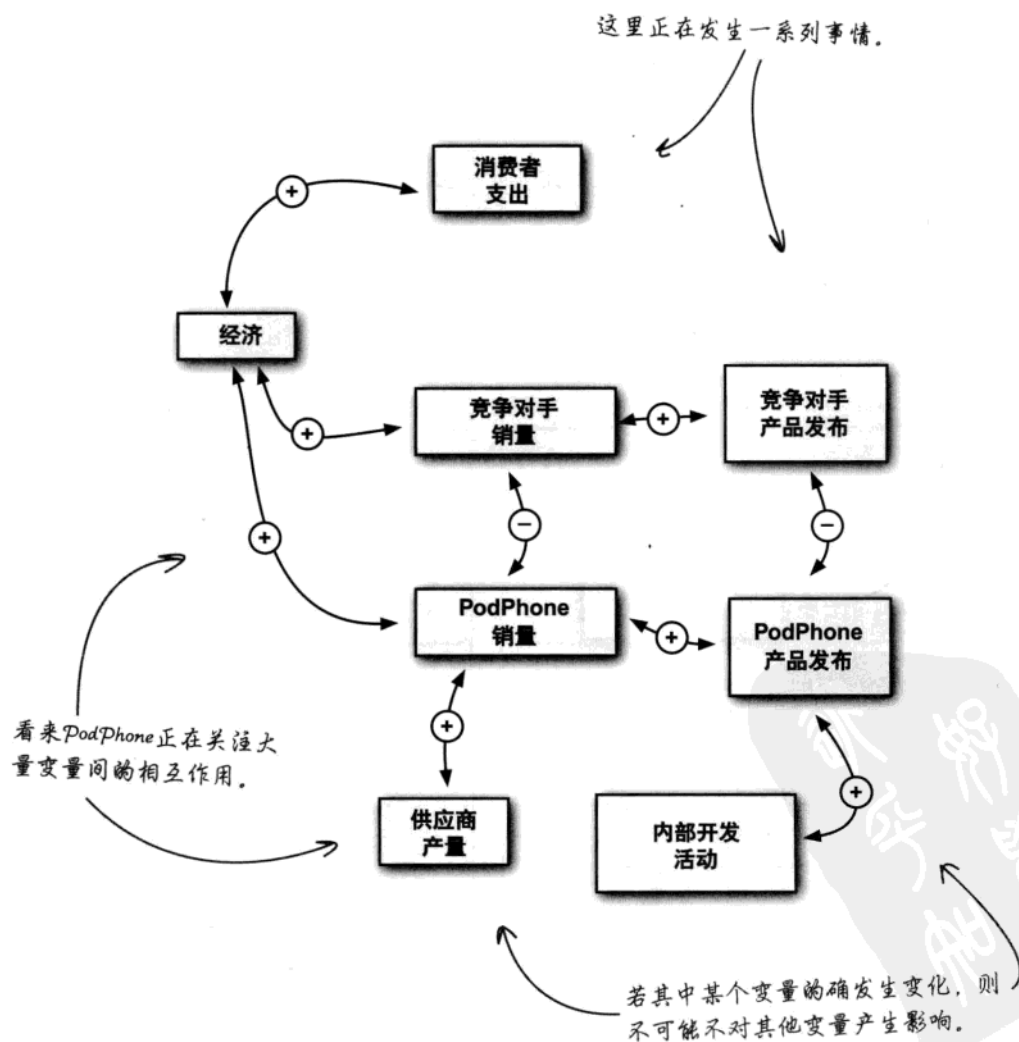 这里正在发生一系列事情。
消费者
支出
+
经济
竞争对手
销量
+
竞争对手
产品发布
+
−
−
+
PodPhone
销量
+
PodPhone
产品发布
看来PodPhone正在关注大
量变量间的相互作用。
+
供应商
产量
+
内部开发
活动
若其中某个变量的确发生变化，则
不可能不对其他变量产生影响。